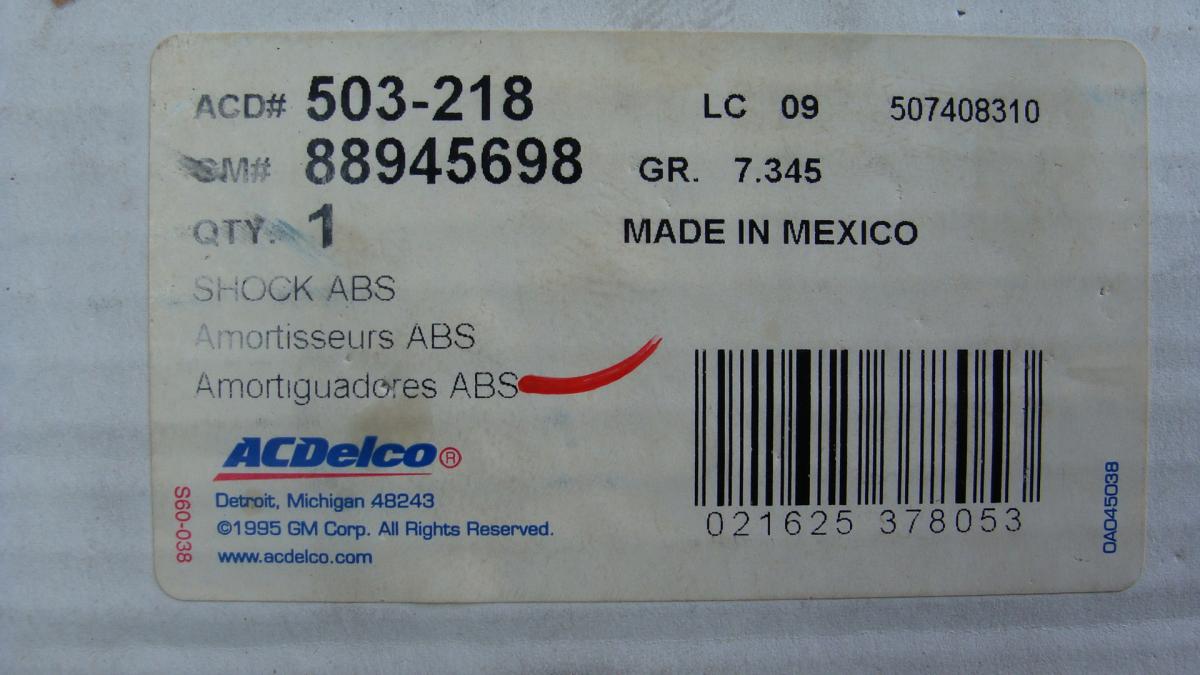 ACD# 503-218 LC 09 507408310
GM# 88945698 GR. 7.345
QTY. 1 MADE IN MEXICO
SHOCK ABS
Amortisseurs ABS
Amortiguadores ABS
ACDelco®
Detroit, Michigan 48243
©1995 GM Corp. All Rights Reserved.
www.acdelco.com
S60-038
021625 378053
0A045038